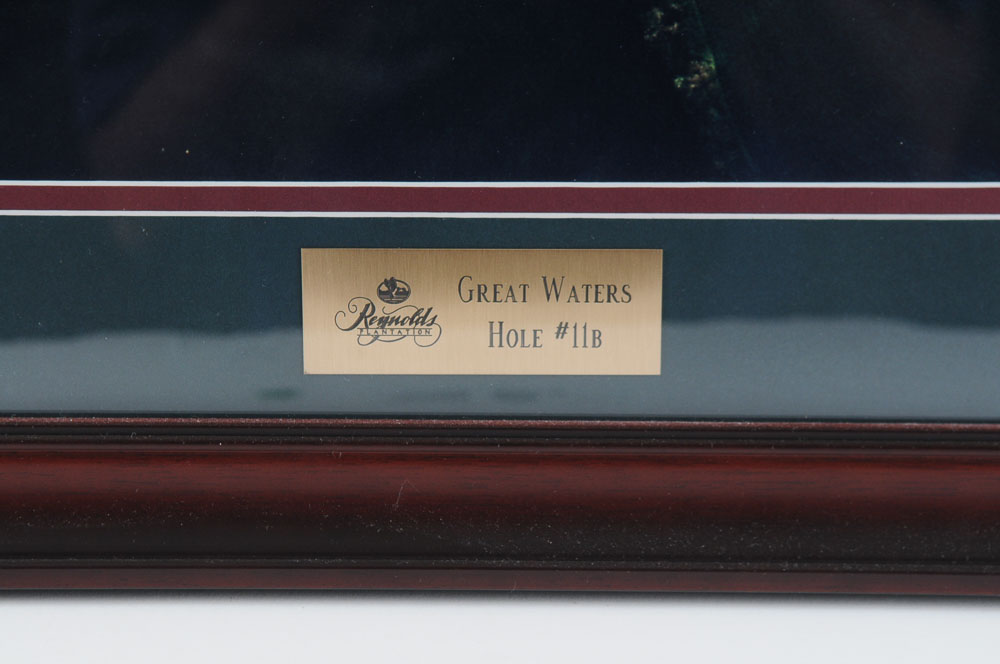 Reynolds
PLANTATION
GREAT WATERS
HOLE #11B